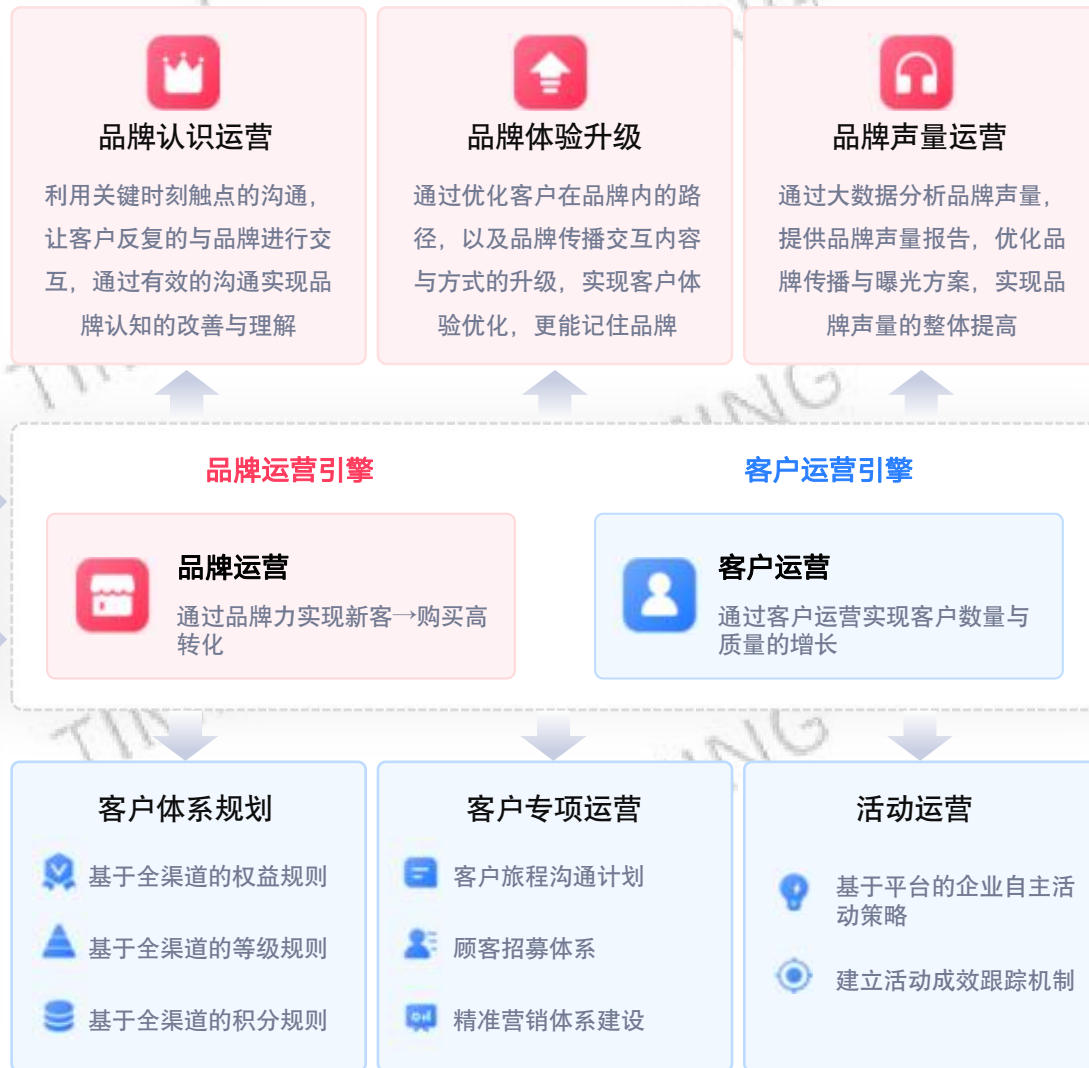 品牌认识运营
利用关键时刻触点的沟通，
让客户反复的与品牌进行交
互，通过有效的沟通实现品
牌认知的改善与理解
品牌体验升级
通过优化客户在品牌内的路
径，以及品牌传播交互内容
与方式的升级，实现客户体
验优化，更能记住品牌
品牌声量运营
通过大数据分析品牌声量，
提供品牌声量报告，优化品
牌传播与曝光方案，实现品
牌声量的整体提高
品牌运营引擎
品牌运营
通过品牌力实现新客→购买高
转化
客户运营引擎
客户运营
通过客户运营实现客户数量与
质量的增长
客户体系规划
基于全渠道的权益规则
基于全渠道的等级规则
基于全渠道的积分规则
客户专项运营
客户旅程沟通计划
顾客招募体系
精准营销体系建设
活动运营
基于平台的企业自主活
动策略
建立活动成效跟踪机制